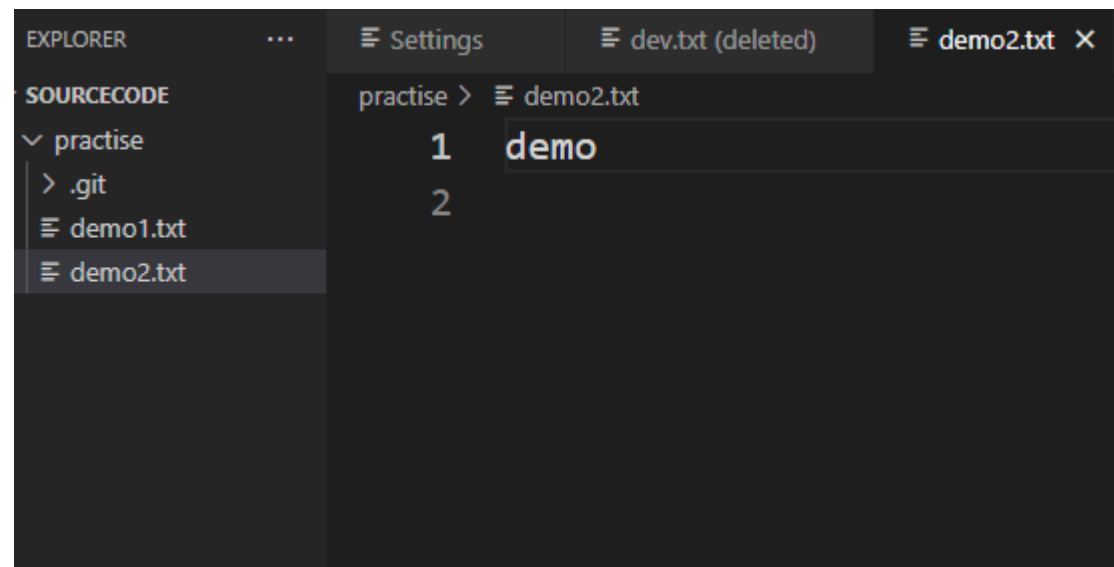 EXPLORER ...
SOURCECODE
practise
.git
demo1.txt
demo2.txt
Settings dev.txt (deleted) demo2.txt
practise > demo2.txt
1 demo
2